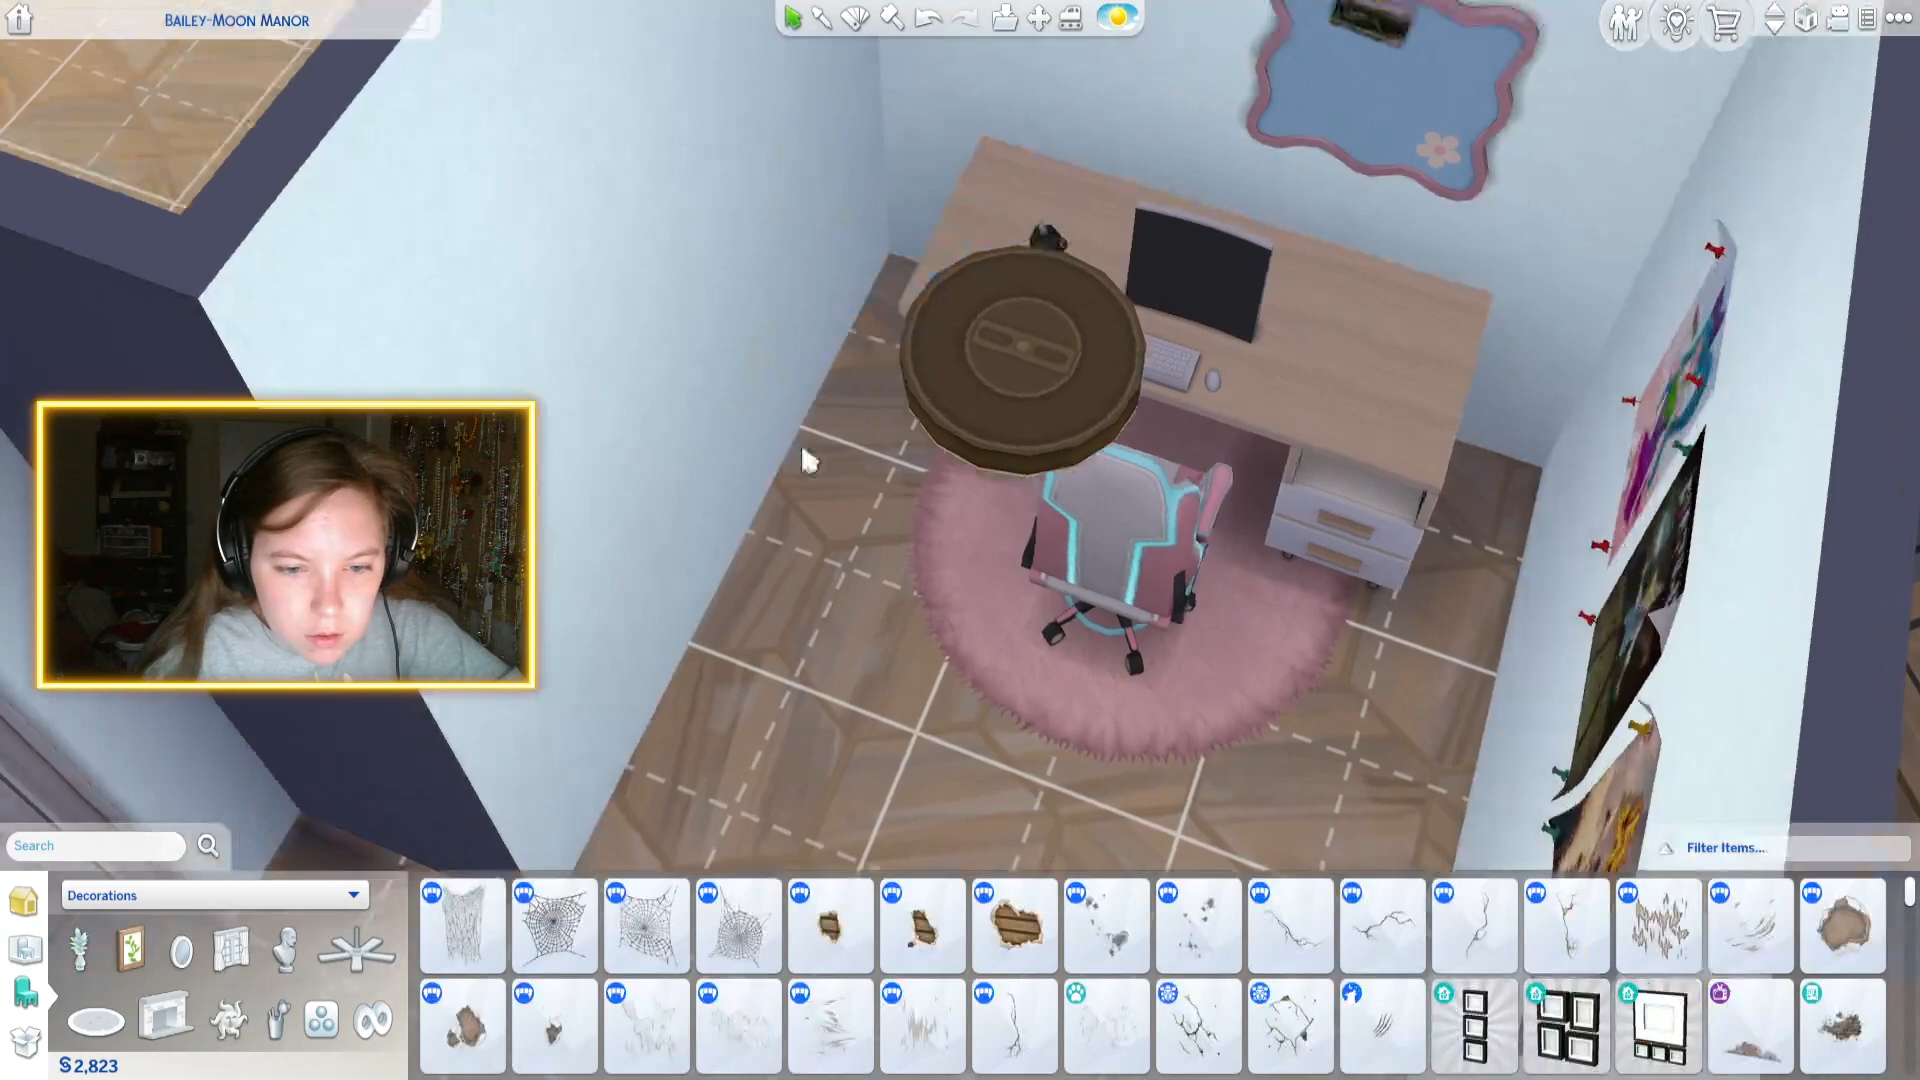 BAILEY-MOON MANOR
Search
Filter Items...
Decorations
§2,823